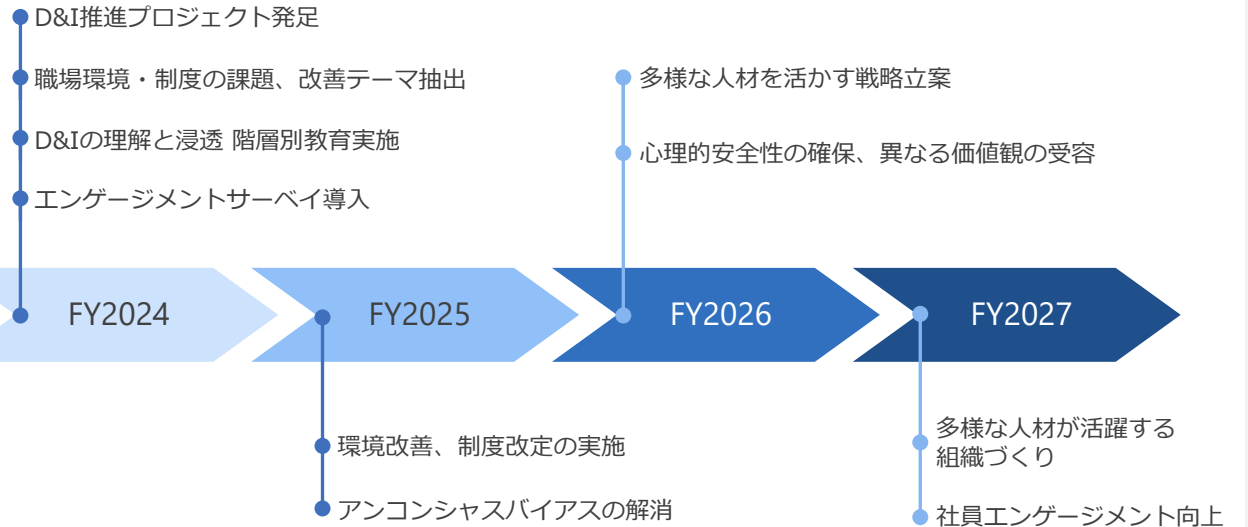 D&I推進プロジェクト発足
職場環境・制度の課題、改善テーマ抽出
D&Iの理解と浸透 階層別教育実施
エンゲージメントサーベイ導入
多様な人材を活かす戦略立案
心理的安全性の確保、異なる価値観の受容
FY2024
FY2025
FY2026
FY2027
環境改善、制度改定の実施
アンコンシャスバイアスの解消
多様な人材が活躍する
組織づくり
社員エンゲージメント向上